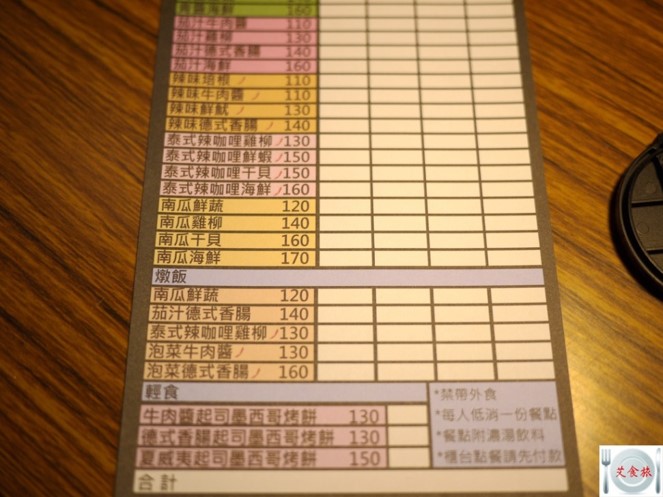 青醬海鮮 160
茄汁牛肉醬 110
茄汁雞柳 130
茄汁德式香腸 140
茄汁海鮮 160
辣味培根 110
辣味牛肉醬 110
辣味鮮魷 130
辣味德式香腸 140
泰式辣咖哩雞柳 130
泰式辣咖哩鮮蝦 150
泰式辣咖哩干貝 150
泰式辣咖哩海鮮 160
南瓜鮮蔬 120
南瓜雞柳 140
南瓜干貝 160
南瓜海鮮 170
燉飯
南瓜鮮蔬 120
茄汁德式香腸 140
泰式辣咖哩雞柳 130
泡菜牛肉醬 130
泡菜德式香腸 160
輕食
牛肉醬起司墨西哥烤餅 130
德式香腸起司墨西哥烤餅 130
夏威夷起司墨西哥烤餅 150
合計
*禁帶外食
*每人低消一份餐點
*餐點附濃湯飲料
*櫃台點餐請先付款
艾食旅